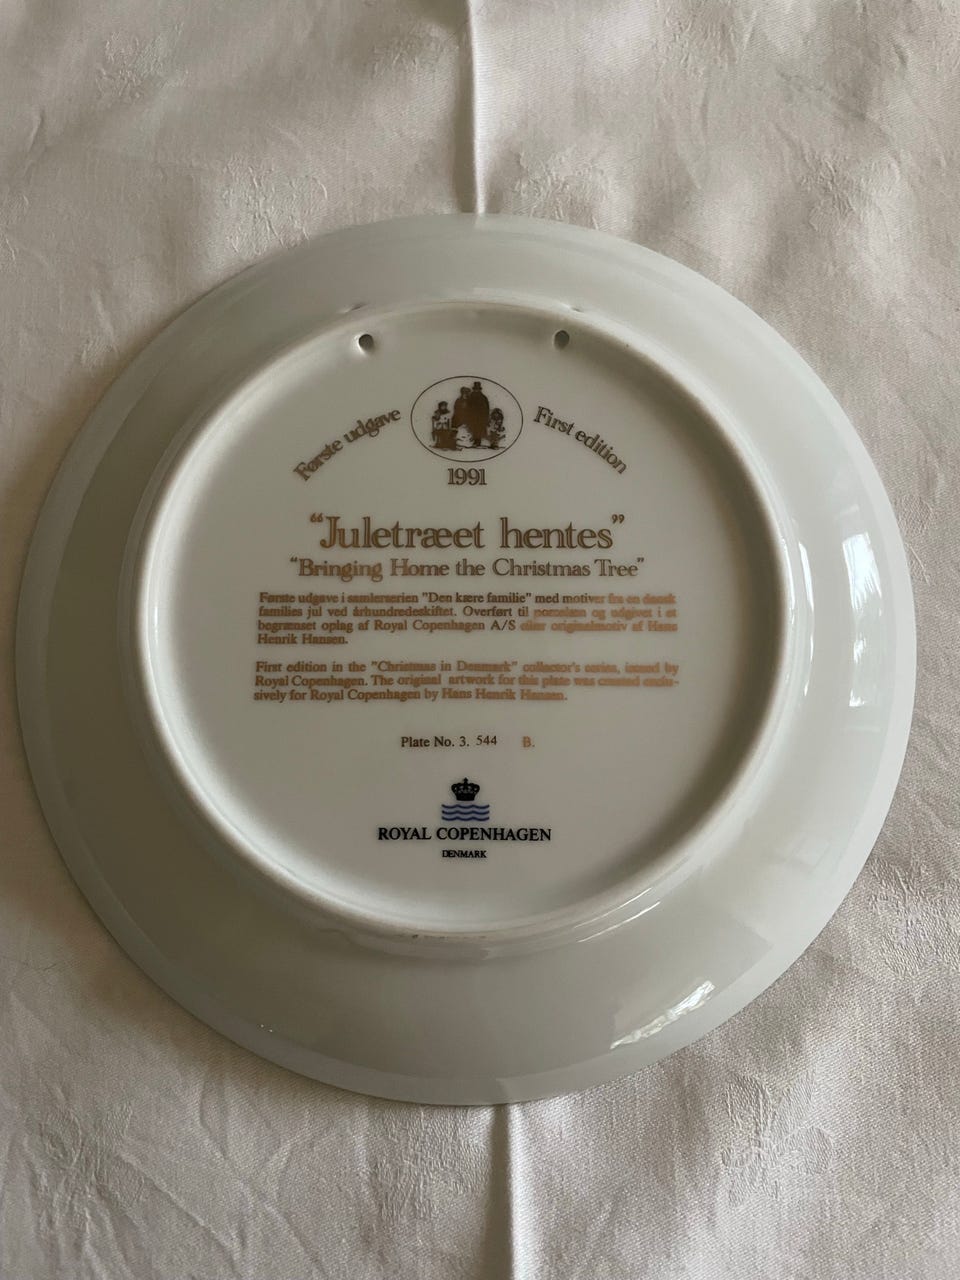 Første udgave
First edition
1991
“Juletræet hentes”
“Bringing Home the Christmas Tree”
Første udgave i samlerserien "Den kære familie" med motiver fra en dansk
families jul ved århundredeskiftet. Overført til porcelæn og udgivet i et
begrænset oplag af Royal Copenhagen A/S efter originalmotiv af Hans
Henrik Hansen.
First edition in the "Christmas in Denmark" collector's series, issued by
Royal Copenhagen. The original artwork for this plate was created exclu-
sively for Royal Copenhagen by Hans Henrik Hansen.
Plate No. 3. 544 B.
ROYAL COPENHAGEN
DENMARK